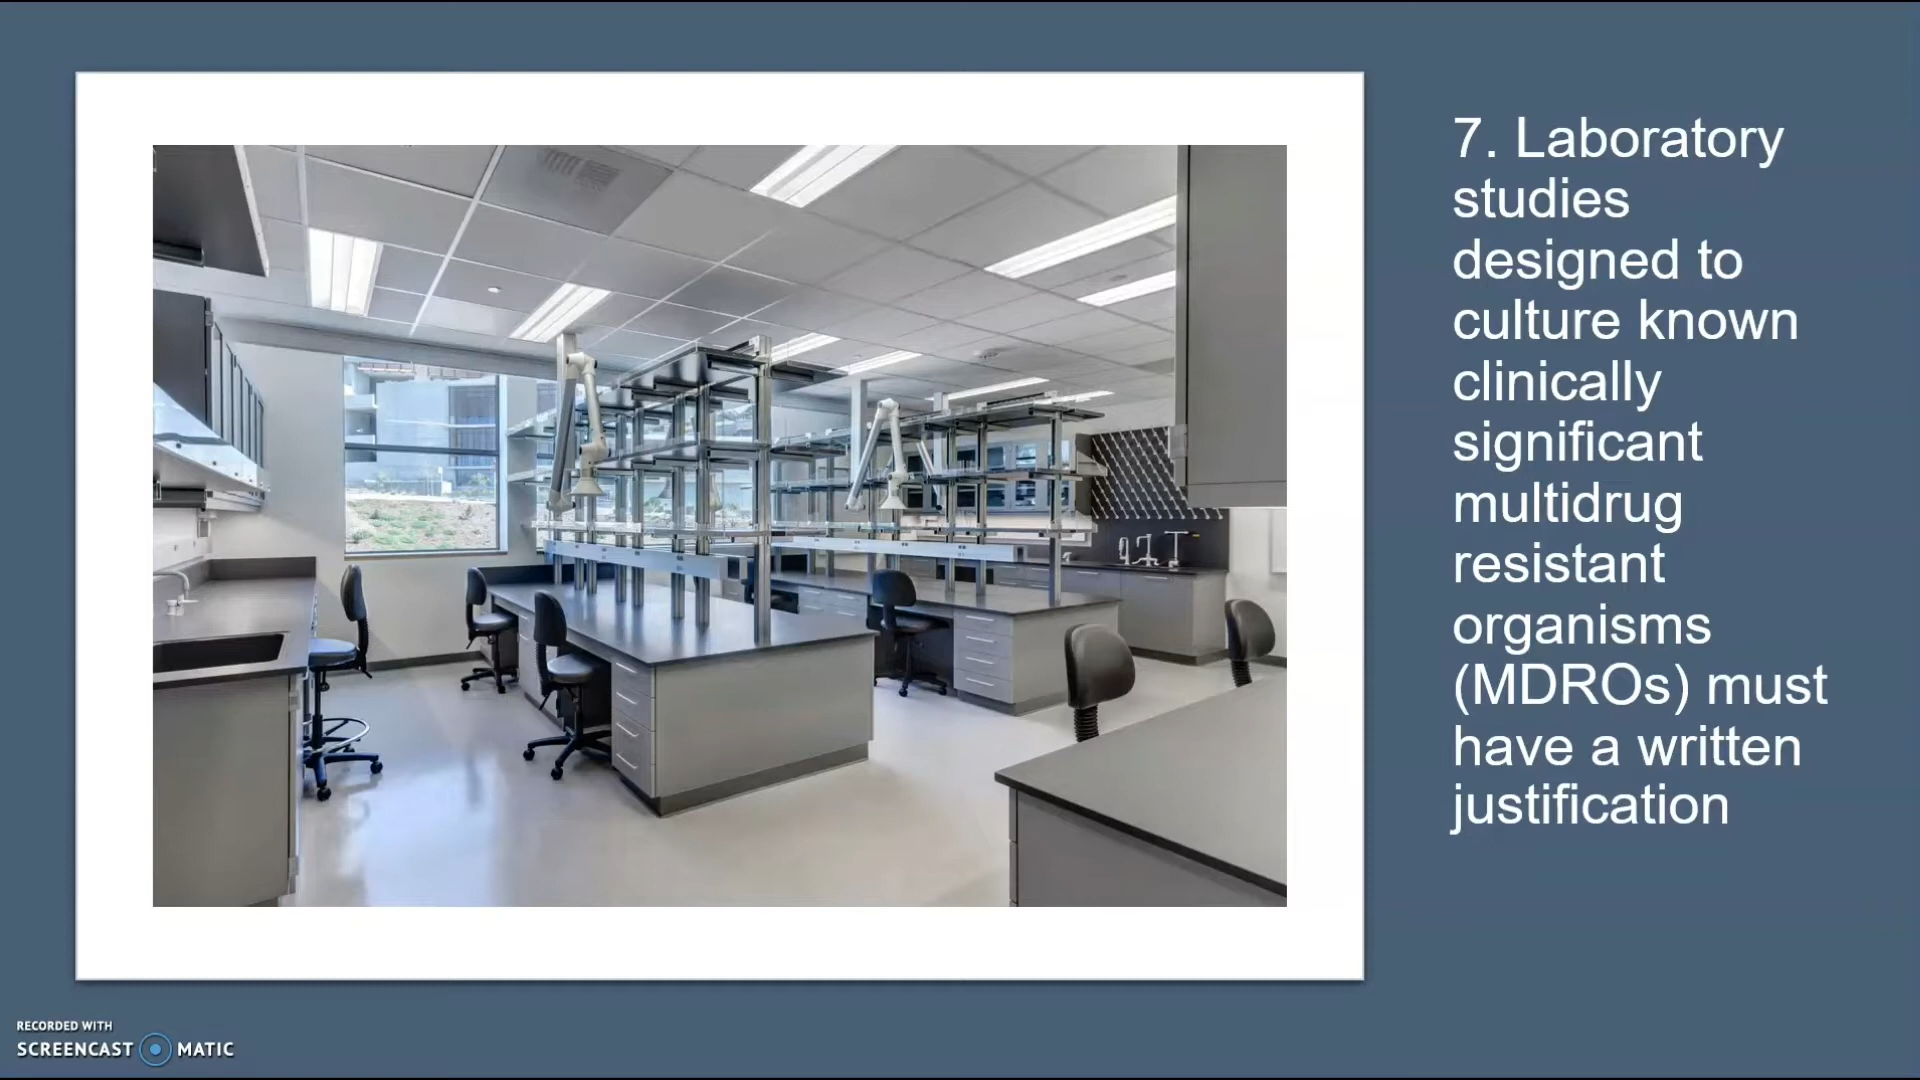 7. Laboratory
studies
designed to
culture known
clinically
significant
multidrug
resistant
organisms
(MDROs) must
have a written
justification
RECORDED WITH
SCREENCAST MATIC